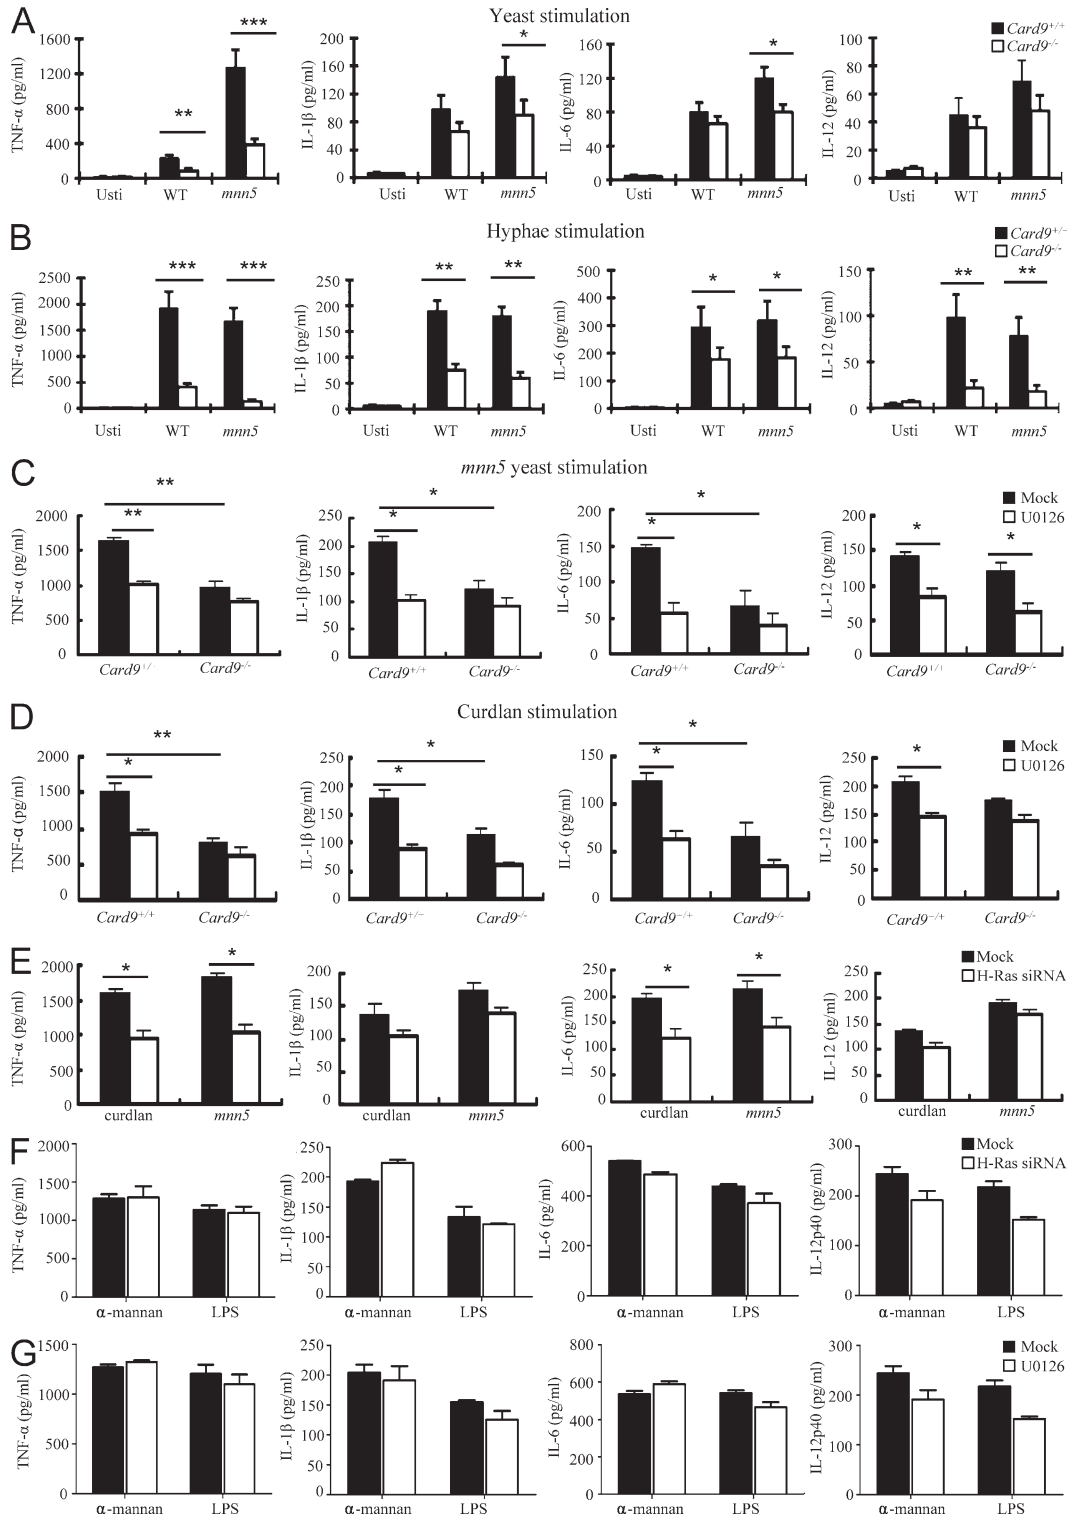 A
Yeast stimulation
Card9+/+
Card9-/-
TNF-α (pg/ml)
1600
1200
800
400
0
**
***
Usti WT mnn5
IL-1β (pg/ml)
200
160
120
80
40
0
*
Usti WT mnn5
IL-6 (pg/ml)
160
120
80
40
0
*
Usti WT mnn5
IL-12 (pg/ml)
100
80
60
40
20
0
Usti WT mnn5
B
Hyphae stimulation
Card9+/−
Card9-/-
TNF-α (pg/ml)
2500
2000
1500
1000
500
0
*** ***
Usti WT mnn5
IL-1β (pg/ml)
250
200
150
100
50
0
** **
Usti WT mnn5
IL-6 (pg/ml)
500
400
300
200
100
0
* *
Usti WT mnn5
IL-12 (pg/ml)
150
100
50
0
** **
Usti WT mnn5
C
mnn5 yeast stimulation
Mock
U0126
TNF-α (pg/ml)
2000
1500
1000
500
0
**
**
Card9+/- Card9-/-
IL-1β (pg/ml)
250
200
150
100
50
0
*
*
Card9+/+ Card9-/-
IL-6 (pg/ml)
200
150
100
50
0
*
*
Card9+/+ Card9-/-
IL-12 (pg/ml)
200
150
100
50
0
* *
Card9+/+ Card9-/-
D
Curdlan stimulation
Mock
U0126
TNF-α (pg/ml)
2000
1500
1000
500
0
**
*
Card9+/+ Card9-/-
IL-1β (pg/ml)
250
200
150
100
50
0
*
*
Card9+/− Card9-/-
IL-6 (pg/ml)
150
100
50
0
*
*
Card9−/+ Card9-/-
IL-12 (pg/ml)
250
200
150
100
50
0
*
Card9−/+ Card9-/-
E
Mock
H-Ras siRNA
TNF-α (pg/ml)
2000
1500
1000
500
0
* *
curdlan mnn5
IL-1β (pg/ml)
200
150
100
50
0
curdlan mnn5
IL-6 (pg/ml)
250
200
150
100
50
0
* *
curdlan mnn5
IL-12 (pg/ml)
250
200
150
100
50
0
curdlan mnn5
F
Mock
H-Ras siRNA
TNF-α (pg/ml)
2000
1500
1000
500
0
α-mannan LPS
IL-1β (pg/ml)
250
200
150
100
50
0
α-mannan LPS
IL-6 (pg/ml)
600
400
200
0
α-mannan LPS
IL-12p40 (pg/ml)
300
200
100
0
α-mannan LPS
G
Mock
U0126
TNF-α (pg/ml)
1500
1000
500
0
α-mannan LPS
IL-1β (pg/ml)
250
200
150
100
50
0
α-mannan LPS
IL-6 (pg/ml)
800
600
400
200
0
α-mannan LPS
IL-12p40 (pg/ml)
300
200
100
0
α-mannan LPS